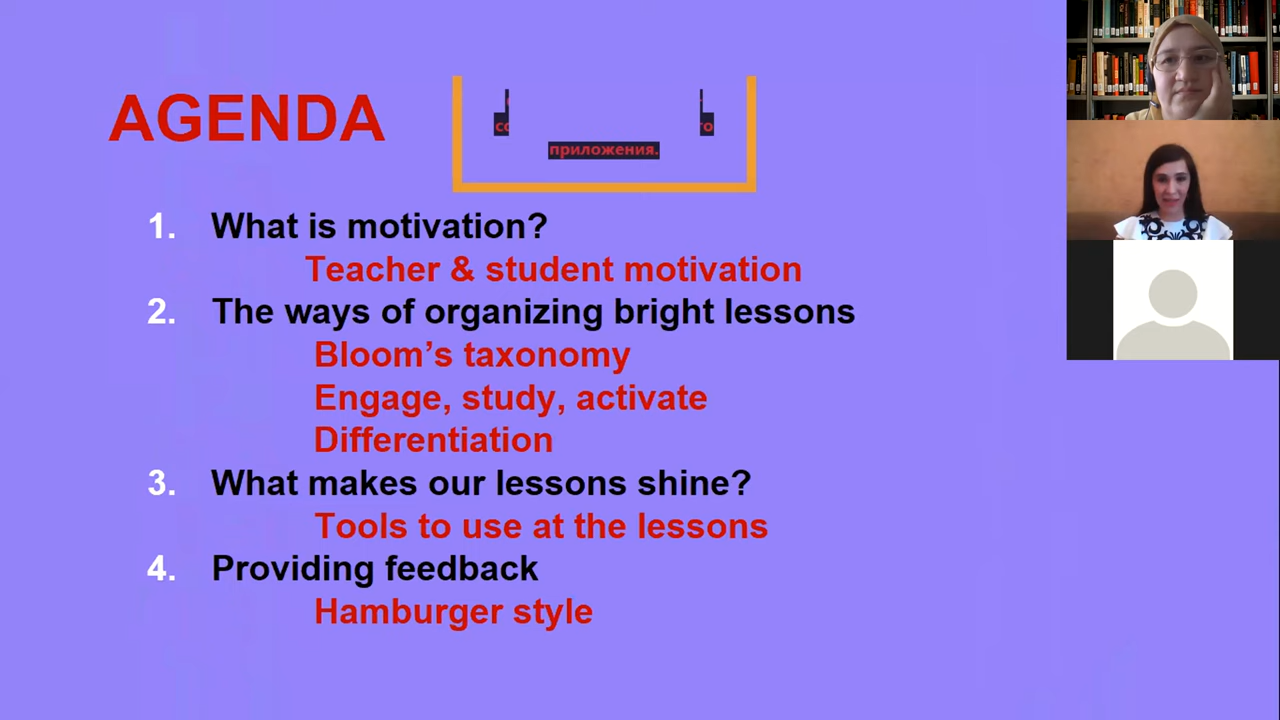 AGENDA
приложения.
1. What is motivation?
Teacher & student motivation
2. The ways of organizing bright lessons
Bloom’s taxonomy
Engage, study, activate
Differentiation
3. What makes our lessons shine?
Tools to use at the lessons
4. Providing feedback
Hamburger style